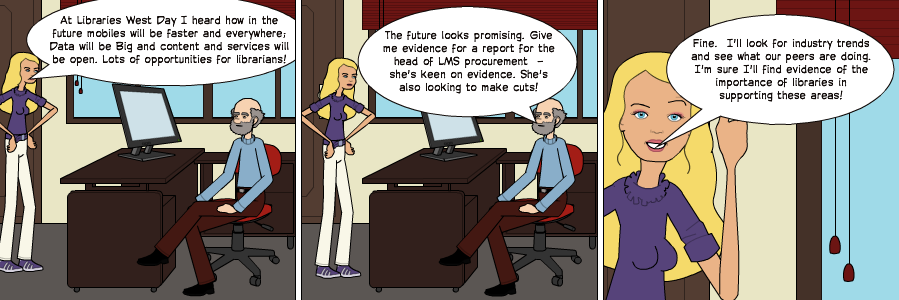 At Libraries West Day I heard how in the
future mobiles will be faster and everywhere;
Data will be Big and content and services will
be open. Lots of opportunities for librarians!
The future looks promising. Give
me evidence for a report for the
head of LMS procurement –
she's keen on evidence. She's
also looking to make cuts!
Fine. I'll look for industry trends
and see what our peers are doing.
I'm sure I'll find evidence of the
importance of libraries in
supporting these areas!